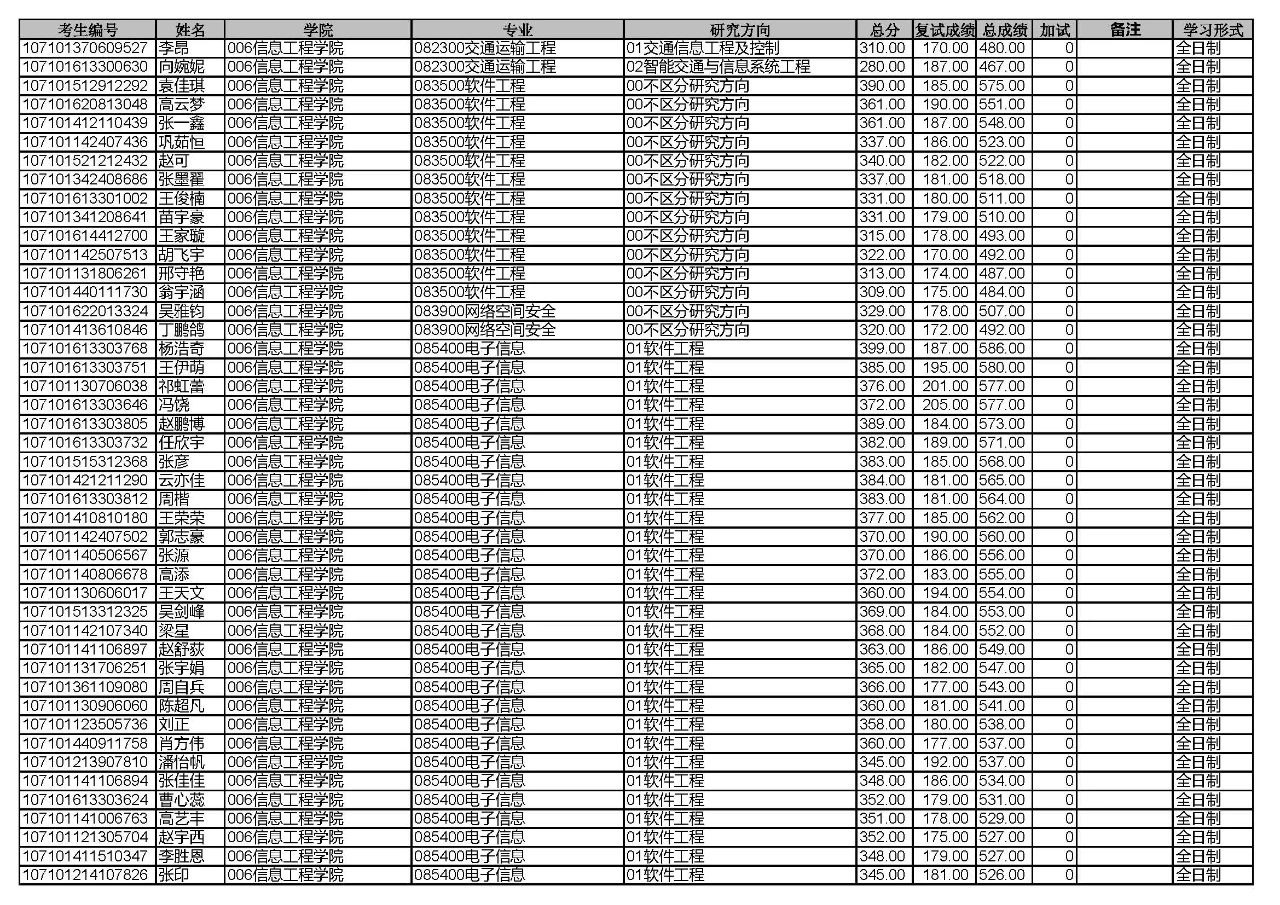 考生编号 姓名 学院 专业 研究方向 总分 复试成绩 总成绩 加试 备注 学习形式
107101370609527 李昂 006信息工程学院 082300交通运输工程 01交通信息工程及控制 310.00 170.00 480.00 0 全日制
107101613300630 向婉妮 006信息工程学院 082300交通运输工程 02智能交通与信息系统工程 280.00 187.00 467.00 0 全日制
107101512912292 袁佳琪 006信息工程学院 083500软件工程 00不区分研究方向 390.00 185.00 575.00 0 全日制
107101620813048 高云梦 006信息工程学院 083500软件工程 00不区分研究方向 361.00 190.00 551.00 0 全日制
107101412110439 张一鑫 006信息工程学院 083500软件工程 00不区分研究方向 361.00 187.00 548.00 0 全日制
107101142407436 巩茹恒 006信息工程学院 083500软件工程 00不区分研究方向 337.00 186.00 523.00 0 全日制
107101521212432 赵可 006信息工程学院 083500软件工程 00不区分研究方向 340.00 182.00 522.00 0 全日制
107101342408686 张墨翟 006信息工程学院 083500软件工程 00不区分研究方向 337.00 181.00 518.00 0 全日制
107101613301002 王俊楠 006信息工程学院 083500软件工程 00不区分研究方向 331.00 180.00 511.00 0 全日制
107101341208641 苗宇豪 006信息工程学院 083500软件工程 00不区分研究方向 331.00 179.00 510.00 0 全日制
107101614412700 王家璇 006信息工程学院 083500软件工程 00不区分研究方向 315.00 178.00 493.00 0 全日制
107101142507513 胡飞宇 006信息工程学院 083500软件工程 00不区分研究方向 322.00 170.00 492.00 0 全日制
107101131806261 邢守艳 006信息工程学院 083500软件工程 00不区分研究方向 313.00 174.00 487.00 0 全日制
107101440111730 翁宇涵 006信息工程学院 083500软件工程 00不区分研究方向 309.00 175.00 484.00 0 全日制
107101622013324 吴雅钧 006信息工程学院 083900网络空间安全 00不区分研究方向 329.00 178.00 507.00 0 全日制
107101413610846 丁鹏鸽 006信息工程学院 083900网络空间安全 00不区分研究方向 320.00 172.00 492.00 0 全日制
107101613303768 杨浩奇 006信息工程学院 085400电子信息 01软件工程 399.00 187.00 586.00 0 全日制
107101613303751 王伊萌 006信息工程学院 085400电子信息 01软件工程 385.00 195.00 580.00 0 全日制
107101130706038 祁虹蕾 006信息工程学院 085400电子信息 01软件工程 376.00 201.00 577.00 0 全日制
107101613303646 冯饶 006信息工程学院 085400电子信息 01软件工程 372.00 205.00 577.00 0 全日制
107101613303805 赵鹏博 006信息工程学院 085400电子信息 01软件工程 389.00 184.00 573.00 0 全日制
107101613303732 任欣宇 006信息工程学院 085400电子信息 01软件工程 382.00 189.00 571.00 0 全日制
107101515312368 张彦 006信息工程学院 085400电子信息 01软件工程 383.00 185.00 568.00 0 全日制
107101421211290 云亦佳 006信息工程学院 085400电子信息 01软件工程 384.00 181.00 565.00 0 全日制
107101613303812 周楷 006信息工程学院 085400电子信息 01软件工程 383.00 181.00 564.00 0 全日制
107101410810180 王荣荣 006信息工程学院 085400电子信息 01软件工程 377.00 185.00 562.00 0 全日制
107101142407502 郭志豪 006信息工程学院 085400电子信息 01软件工程 370.00 190.00 560.00 0 全日制
107101140506567 张源 006信息工程学院 085400电子信息 01软件工程 370.00 186.00 556.00 0 全日制
107101140806678 高添 006信息工程学院 085400电子信息 01软件工程 372.00 183.00 555.00 0 全日制
107101130606017 王天文 006信息工程学院 085400电子信息 01软件工程 360.00 194.00 554.00 0 全日制
107101513312325 吴剑峰 006信息工程学院 085400电子信息 01软件工程 369.00 184.00 553.00 0 全日制
107101142107340 梁星 006信息工程学院 085400电子信息 01软件工程 368.00 184.00 552.00 0 全日制
107101141106897 赵舒荻 006信息工程学院 085400电子信息 01软件工程 363.00 186.00 549.00 0 全日制
107101131706251 张宇娟 006信息工程学院 085400电子信息 01软件工程 365.00 182.00 547.00 0 全日制
107101361109080 周自兵 006信息工程学院 085400电子信息 01软件工程 366.00 177.00 543.00 0 全日制
107101130906060 陈超凡 006信息工程学院 085400电子信息 01软件工程 360.00 181.00 541.00 0 全日制
107101123505736 刘正 006信息工程学院 085400电子信息 01软件工程 358.00 180.00 538.00 0 全日制
107101440911758 肖方伟 006信息工程学院 085400电子信息 01软件工程 360.00 177.00 537.00 0 全日制
107101213907810 潘怡帆 006信息工程学院 085400电子信息 01软件工程 345.00 192.00 537.00 0 全日制
107101141106894 张佳佳 006信息工程学院 085400电子信息 01软件工程 348.00 186.00 534.00 0 全日制
107101613303624 曹心蕊 006信息工程学院 085400电子信息 01软件工程 352.00 179.00 531.00 0 全日制
107101141006763 高艺丰 006信息工程学院 085400电子信息 01软件工程 351.00 178.00 529.00 0 全日制
107101121305704 赵宇西 006信息工程学院 085400电子信息 01软件工程 352.00 175.00 527.00 0 全日制
107101411510347 李胜恩 006信息工程学院 085400电子信息 01软件工程 348.00 179.00 527.00 0 全日制
107101214107826 张印 006信息工程学院 085400电子信息 01软件工程 345.00 181.00 526.00 0 全日制